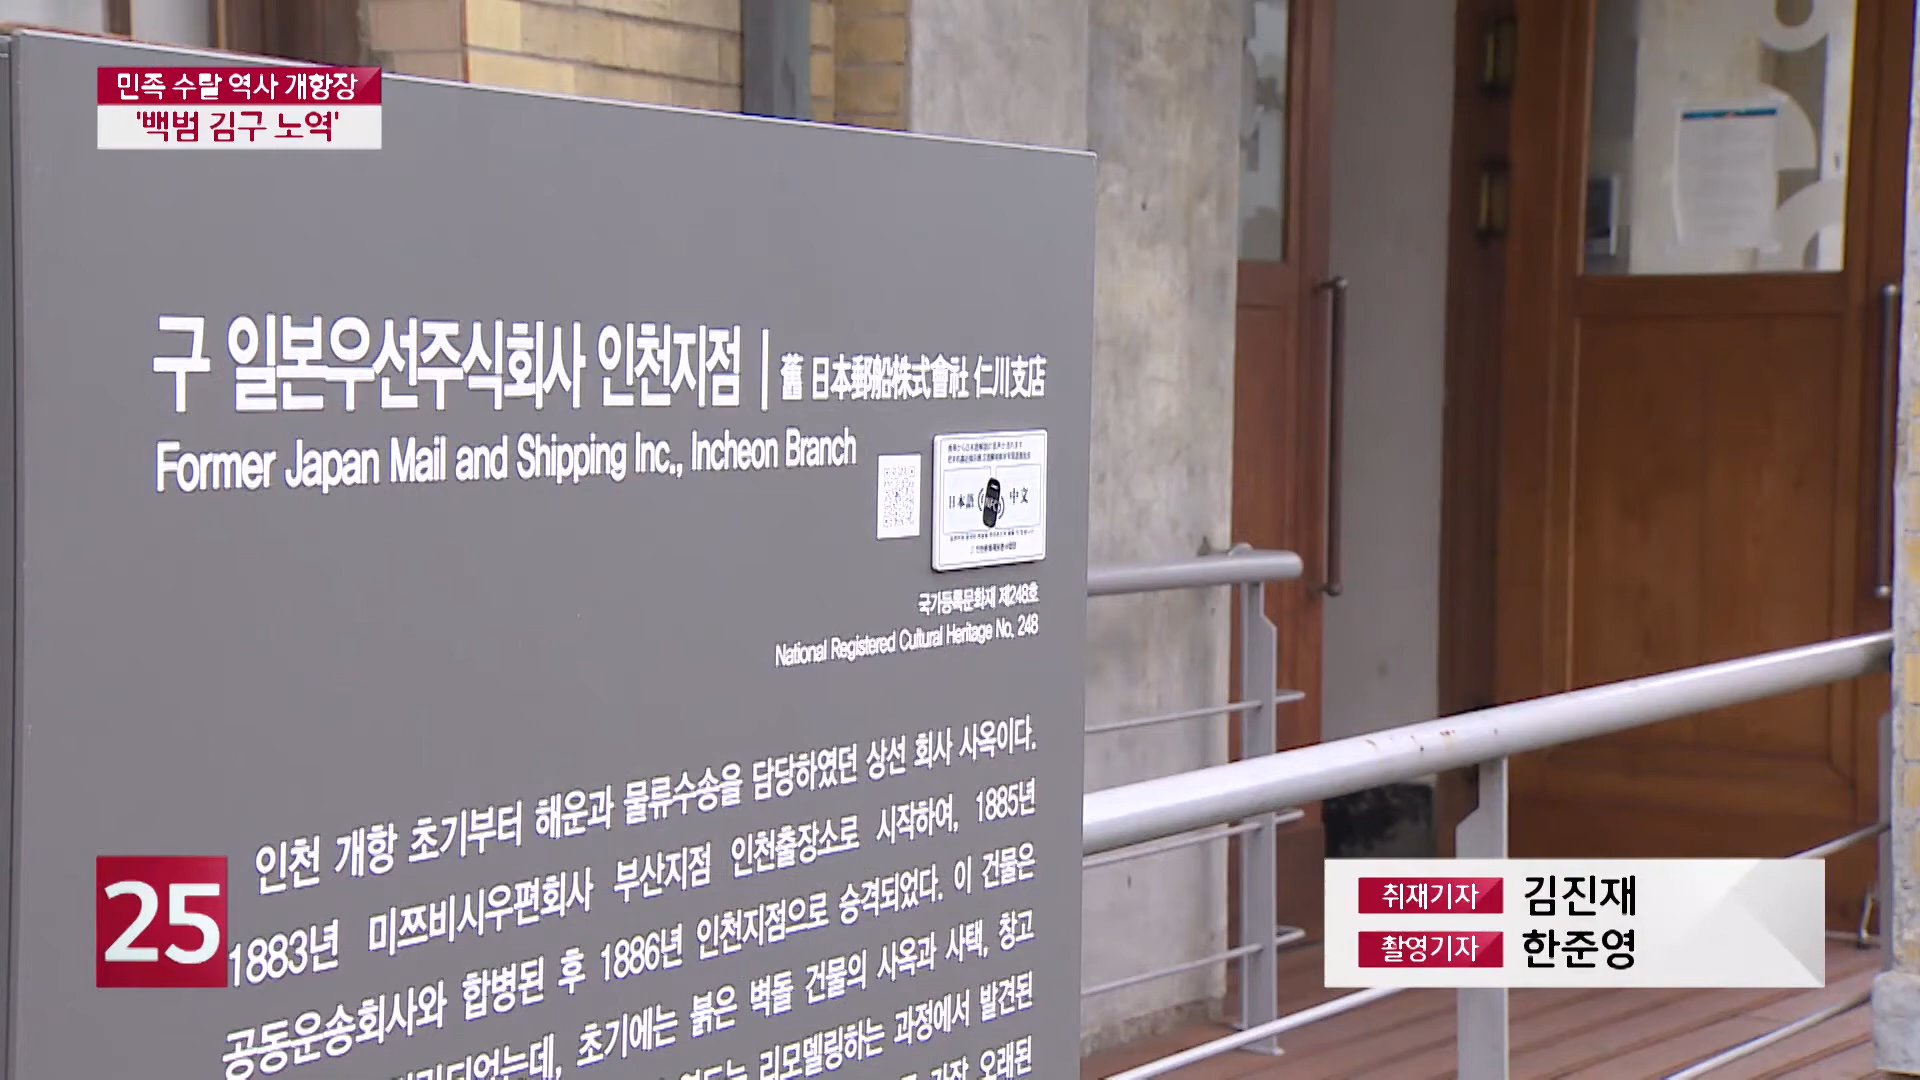 민족 수탈 역사 개항장
'백범 김구 노역'
구 일본우선주식회사 인천지점 | 舊 日本郵船株式會社 仁川支店
Former Japan Mail and Shipping Inc., Incheon Branch
日本語
中文
국가등록문화재 제248호
National Registered Cultural Heritage No. 248
인천 개항 초기부터 해운과 물류수송을 담당하였던 상선 회사 사옥이다.
1883년 미쯔비시우편회사 부산지점 인천출장소로 시작하여, 1885년
공동운송회사와 합병된 후 1886년 인천지점으로 승격되었다. 이 건물은
초기에는 붉은 벽돌 건물의 사옥과 사택, 창고
리모델링하는 과정에서 발견된
가장 오래된
25
취재기자 김진재
촬영기자 한준영